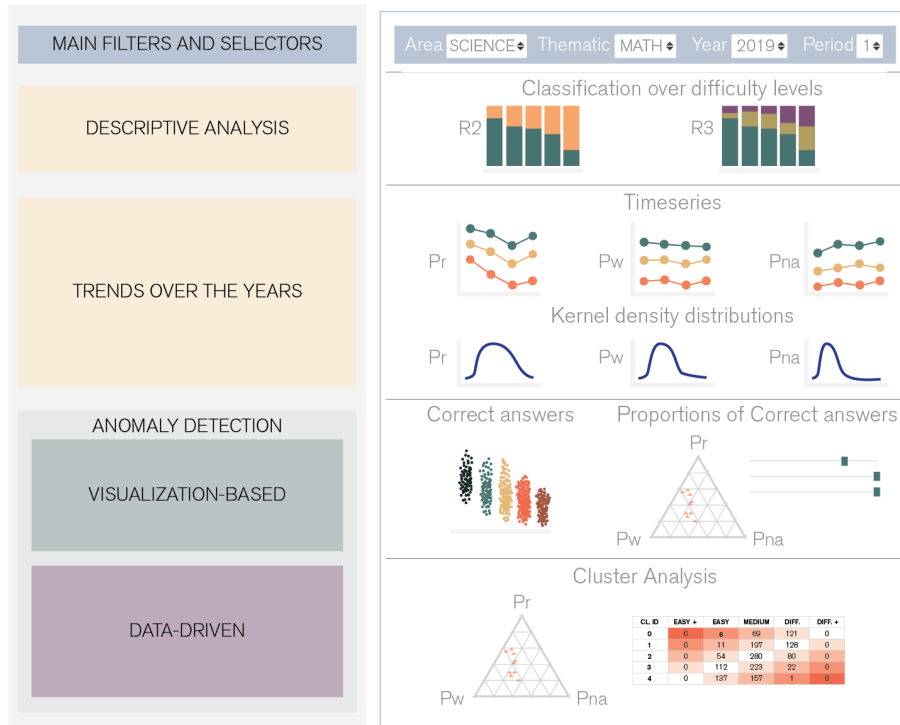 MAIN FILTERS AND SELECTORS
DESCRIPTIVE ANALYSIS
TRENDS OVER THE YEARS
ANOMALY DETECTION
VISUALIZATION-BASED
DATA-DRIVEN
Area SCIENCE Thematic MATH Year 2019 Period 1
Classification over difficulty levels
R2 R3
Timeseries
Pr Pw Pna
Kernel density distributions
Pr Pw Pna
Correct answers Proportions of Correct answers
Pr
Pw Pna
Cluster Analysis
Pr
Pw Pna
CL. ID EASY + EASY MEDIUM DIFF. DIFF. +
0 0 6 69 121 0
1 0 11 197 128 0
2 0 54 280 80 0
3 0 112 223 22 0
4 0 137 157 1 0